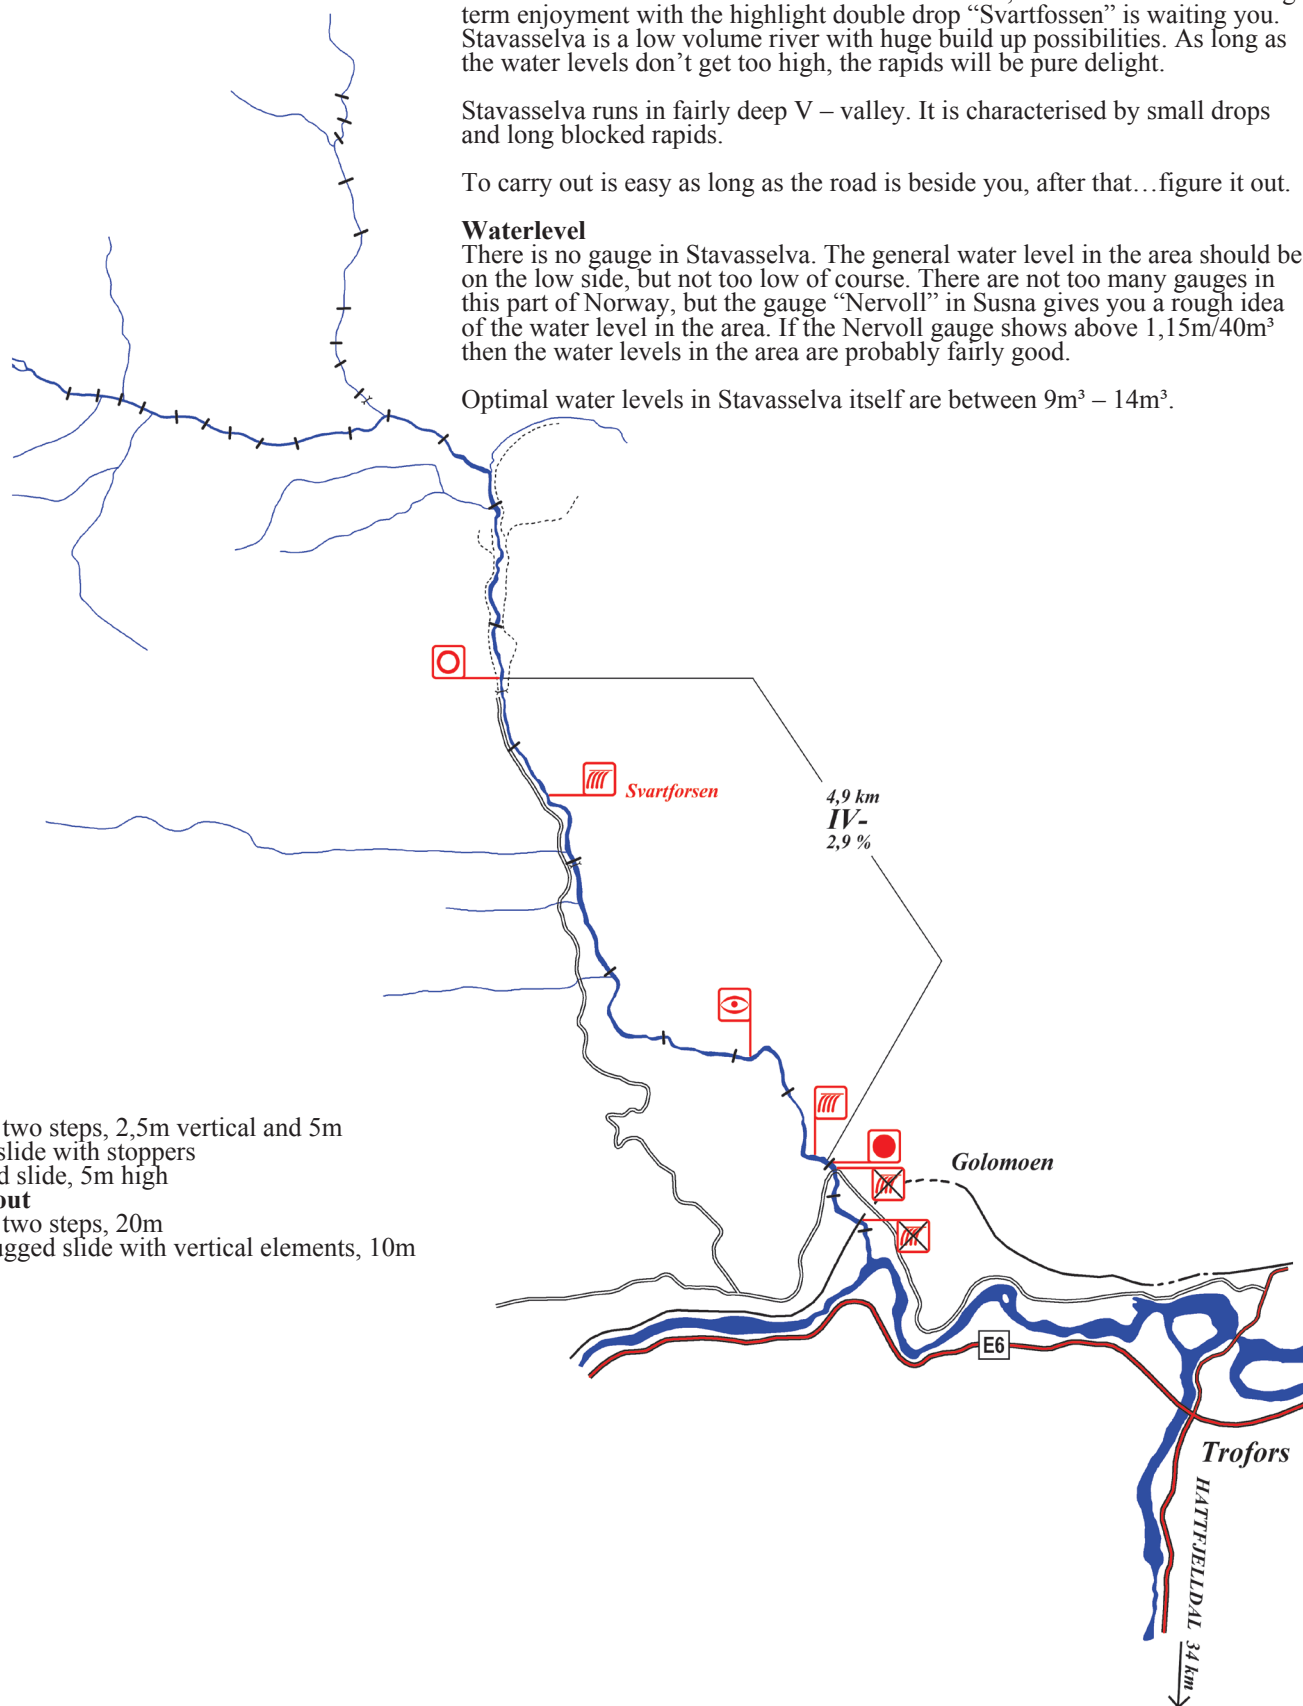 term enjoyment with the highlight double drop “Svartfossen” is waiting you.
Stavasselva is a low volume river with huge build up possibilities. As long as
the water levels don’t get too high, the rapids will be pure delight.
Stavasselva runs in fairly deep V – valley. It is characterised by small drops
and long blocked rapids.
To carry out is easy as long as the road is beside you, after that…figure it out.
Waterlevel
There is no gauge in Stavasselva. The general water level in the area should be
on the low side, but not too low of course. There are not too many gauges in
this part of Norway, but the gauge “Nervoll” in Susna gives you a rough idea
of the water level in the area. If the Nervoll gauge shows above 1,15m/40m³
then the water levels in the area are probably fairly good.
Optimal water levels in Stavasselva itself are between 9m³ – 14m³.
Svartforsen
4,9 km
IV-
2,9 %
two steps, 2,5m vertical and 5m
slide with stoppers
slide, 5m high
out
two steps, 20m
ugged slide with vertical elements, 10m
Golomoen
E6
Trofors
HATTFJELLDAL 34 km